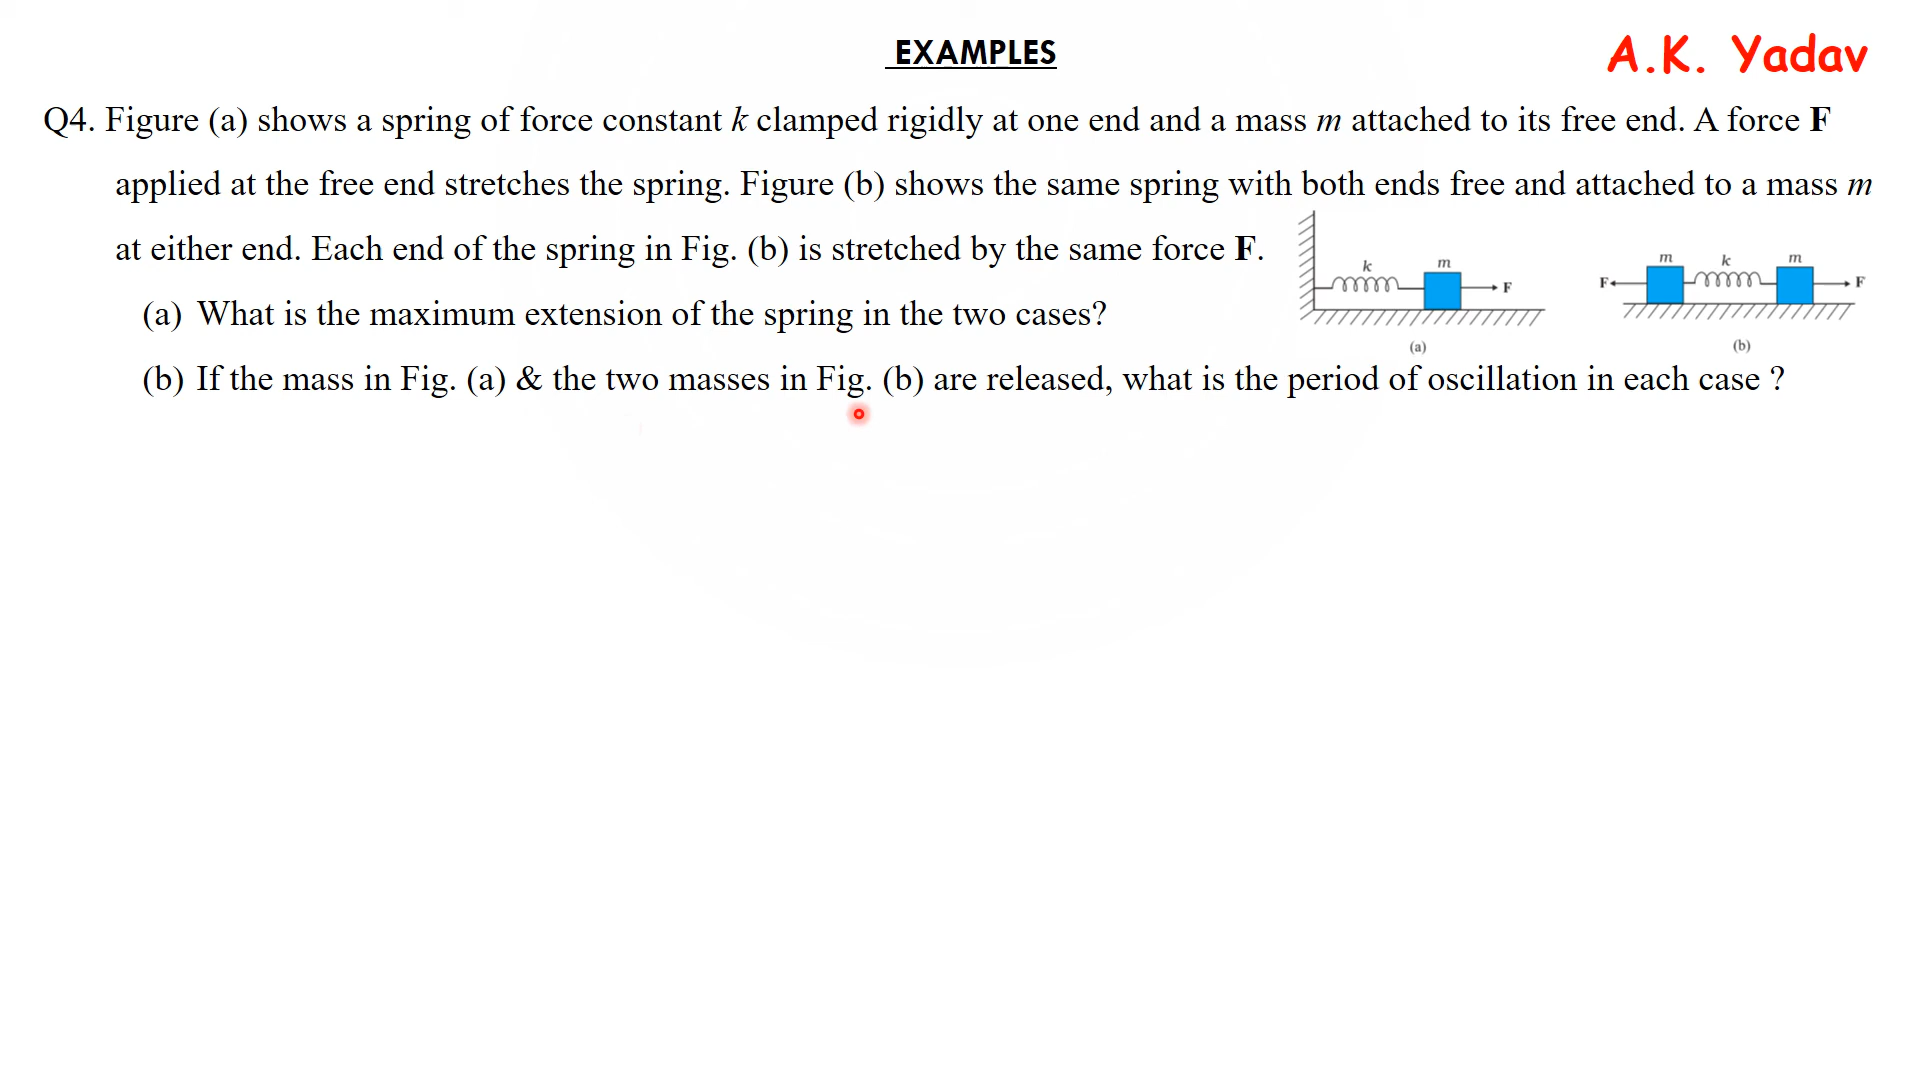 EXAMPLES
A.K. Yadav
Q4. Figure (a) shows a spring of force constant k clamped rigidly at one end and a mass m attached to its free end. A force F
applied at the free end stretches the spring. Figure (b) shows the same spring with both ends free and attached to a mass m
at either end. Each end of the spring in Fig. (b) is stretched by the same force F.
k m F
(a)
F m k m F
(b)
(a) What is the maximum extension of the spring in the two cases?
(b) If the mass in Fig. (a) & the two masses in Fig. (b) are released, what is the period of oscillation in each case ?